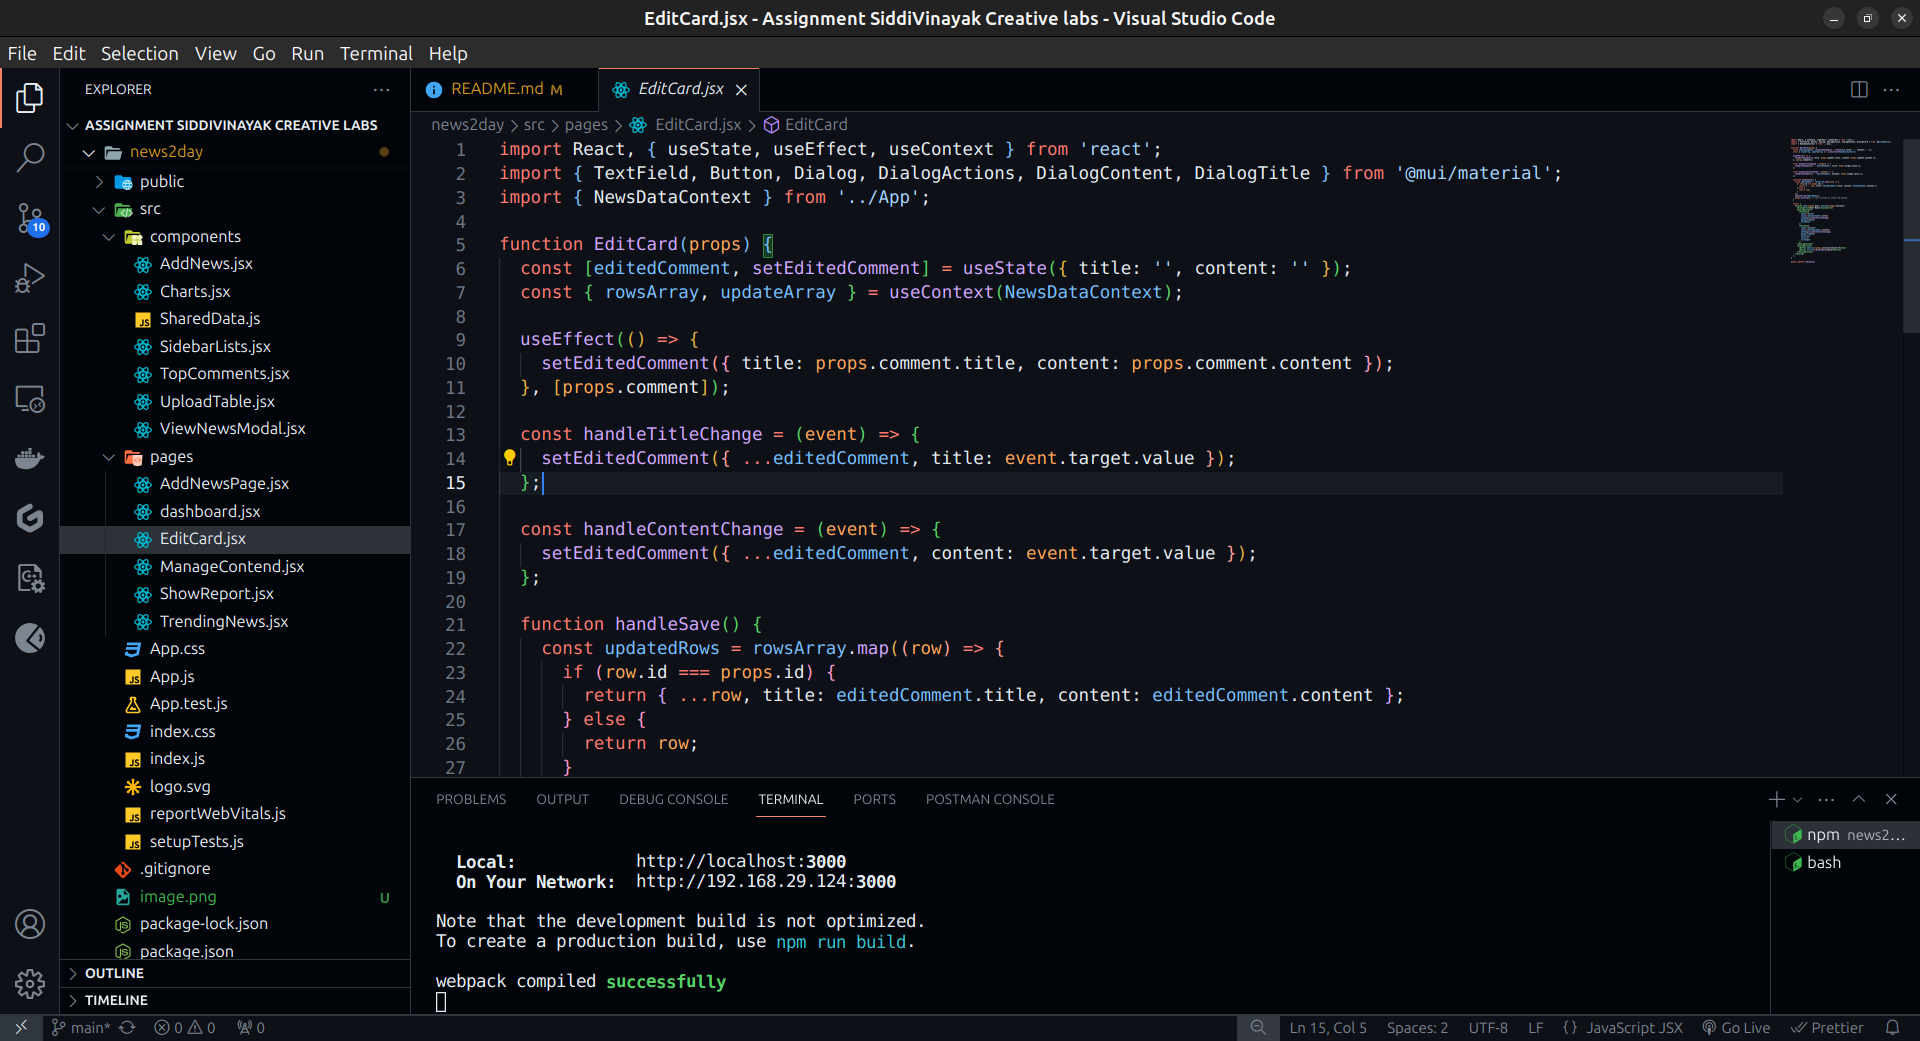 EditCard.jsx - Assignment SiddiVinayak Creative labs - Visual Studio Code
File Edit Selection View Go Run Terminal Help
EXPLORER
ASSIGNMENT SIDDIVINAYAK CREATIVE LABS
news2day
public
src
components
AddNews.jsx
Charts.jsx
SharedData.js
SidebarLists.jsx
TopComments.jsx
UploadTable.jsx
ViewNewsModal.jsx
pages
AddNewsPage.jsx
dashboard.jsx
EditCard.jsx
ManageContend.jsx
ShowReport.jsx
TrendingNews.jsx
App.css
App.js
App.test.js
index.css
index.js
logo.svg
reportWebVitals.js
setupTests.js
.gitignore
image.png U
package-lock.json
package.json
OUTLINE
TIMELINE
10
README.md M
EditCard.jsx
news2day > src > pages > EditCard.jsx > EditCard
1 import React, { useState, useEffect, useContext } from 'react';
2 import { TextField, Button, Dialog, DialogActions, DialogContent, DialogTitle } from '@mui/material';
3 import { NewsDataContext } from '../App';
4
5 function EditCard(props) {
6 const [editedComment, setEditedComment] = useState({ title: '', content: '' });
7 const { rowsArray, updateArray } = useContext(NewsDataContext);
8
9 useEffect(() => {
10 setEditedComment({ title: props.comment.title, content: props.comment.content });
11 }, [props.comment]);
12
13 const handleTitleChange = (event) => {
14 setEditedComment({ ...editedComment, title: event.target.value });
15 };
16
17 const handleContentChange = (event) => {
18 setEditedComment({ ...editedComment, content: event.target.value });
19 };
20
21 function handleSave() {
22 const updatedRows = rowsArray.map((row) => {
23 if (row.id === props.id) {
24 return { ...row, title: editedComment.title, content: editedComment.content };
25 } else {
26 return row;
27 }
PROBLEMS OUTPUT DEBUG CONSOLE TERMINAL PORTS POSTMAN CONSOLE
Local: http://localhost:3000
On Your Network: http://192.168.29.124:3000
Note that the development build is not optimized.
To create a production build, use npm run build.
webpack compiled successfully
npm news2...
bash
main* 0 0 0
Ln 15, Col 5 Spaces: 2 UTF-8 LF {} JavaScript JSX Go Live Prettier